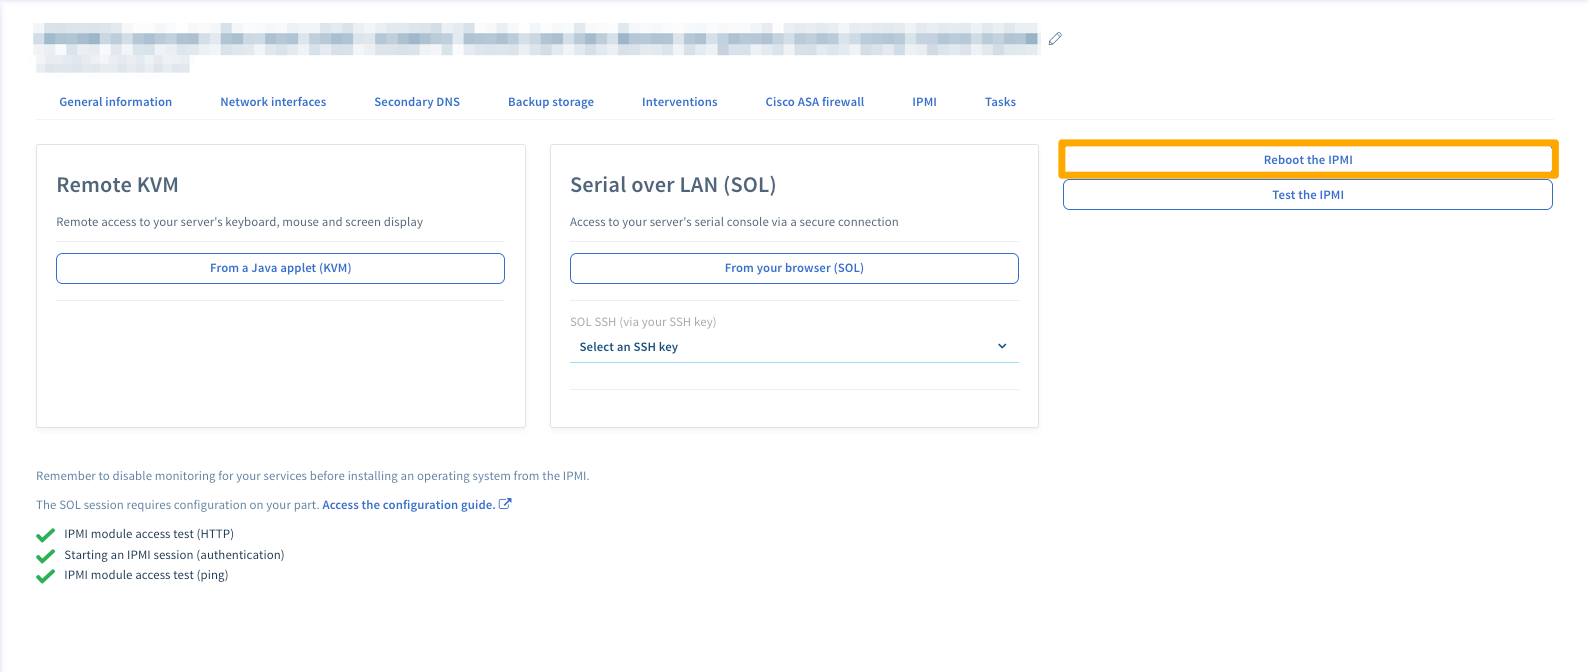 General information
Network interfaces
Secondary DNS
Backup storage
Interventions
Cisco ASA firewall
IPMI
Tasks
Remote KVM
Remote access to your server's keyboard, mouse and screen display
From a Java applet (KVM)
Serial over LAN (SOL)
Access to your server's serial console via a secure connection
From your browser (SOL)
SOL SSH (via your SSH key)
Select an SSH key
Reboot the IPMI
Test the IPMI
Remember to disable monitoring for your services before installing an operating system from the IPMI.
The SOL session requires configuration on your part. Access the configuration guide.
IPMI module access test (HTTP)
Starting an IPMI session (authentication)
IPMI module access test (ping)